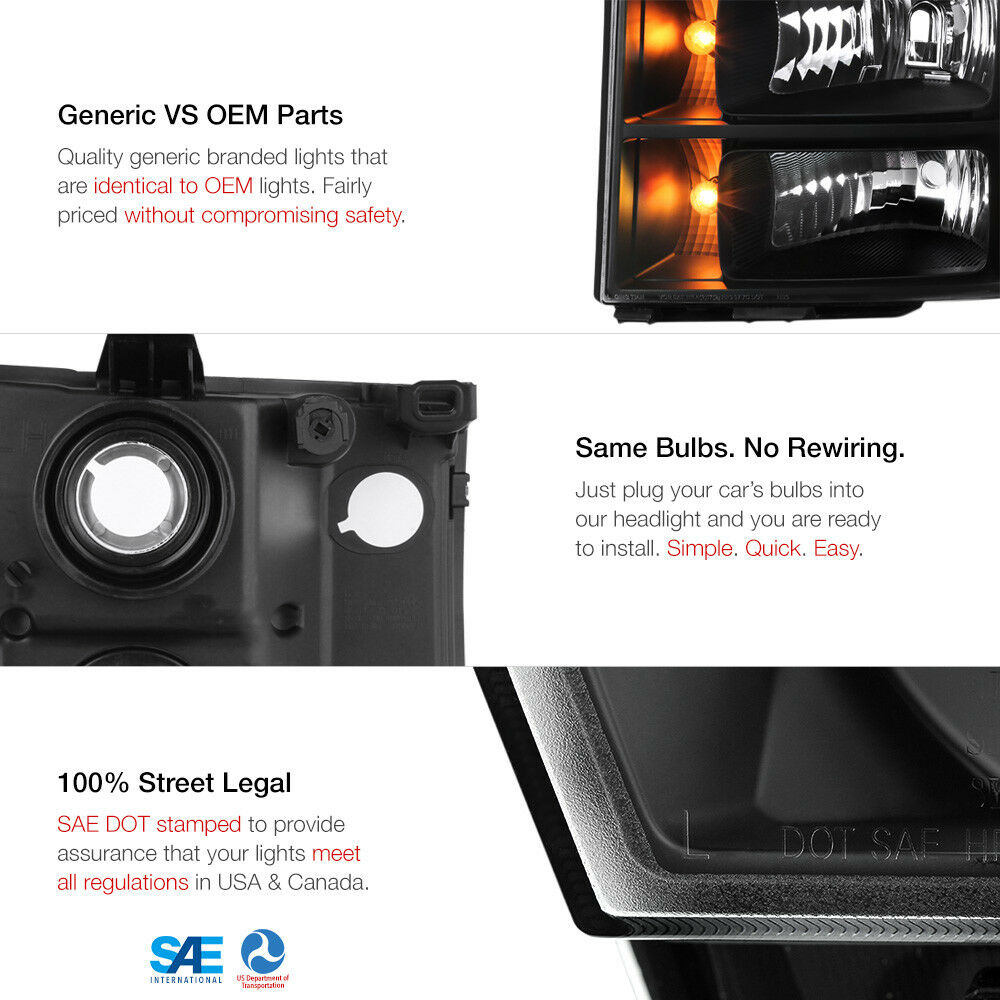 Generic VS OEM Parts
Quality generic branded lights that
are identical to OEM lights. Fairly
priced without compromising safety.
Same Bulbs. No Rewiring.
Just plug your car's bulbs into
our headlight and you are ready
to install. Simple. Quick. Easy.
100% Street Legal
SAE DOT stamped to provide
assurance that your lights meet
all regulations in USA & Canada.
L DOT SAE
SAE
INTERNATIONAL
US Department of
Transportation